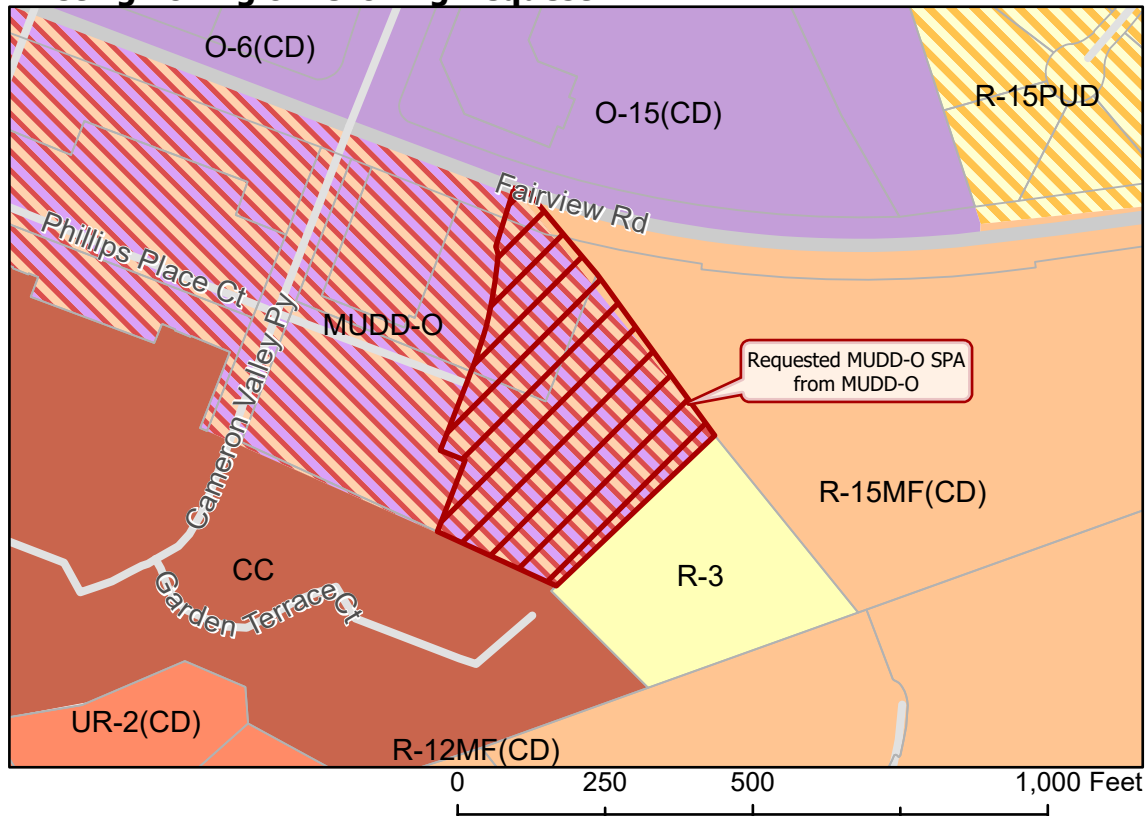 O-6(CD)
R-15PUD
O-15(CD)
Fairview Rd
Phillips Place Ct
MUDD-O
Cameron Valley Py
Requested MUDD-O SPA
from MUDD-O
R-15MF(CD)
CC
R-3
Garden Terrace Ct
UR-2(CD)
R-12MF(CD)
0 250 500 1,000 Feet